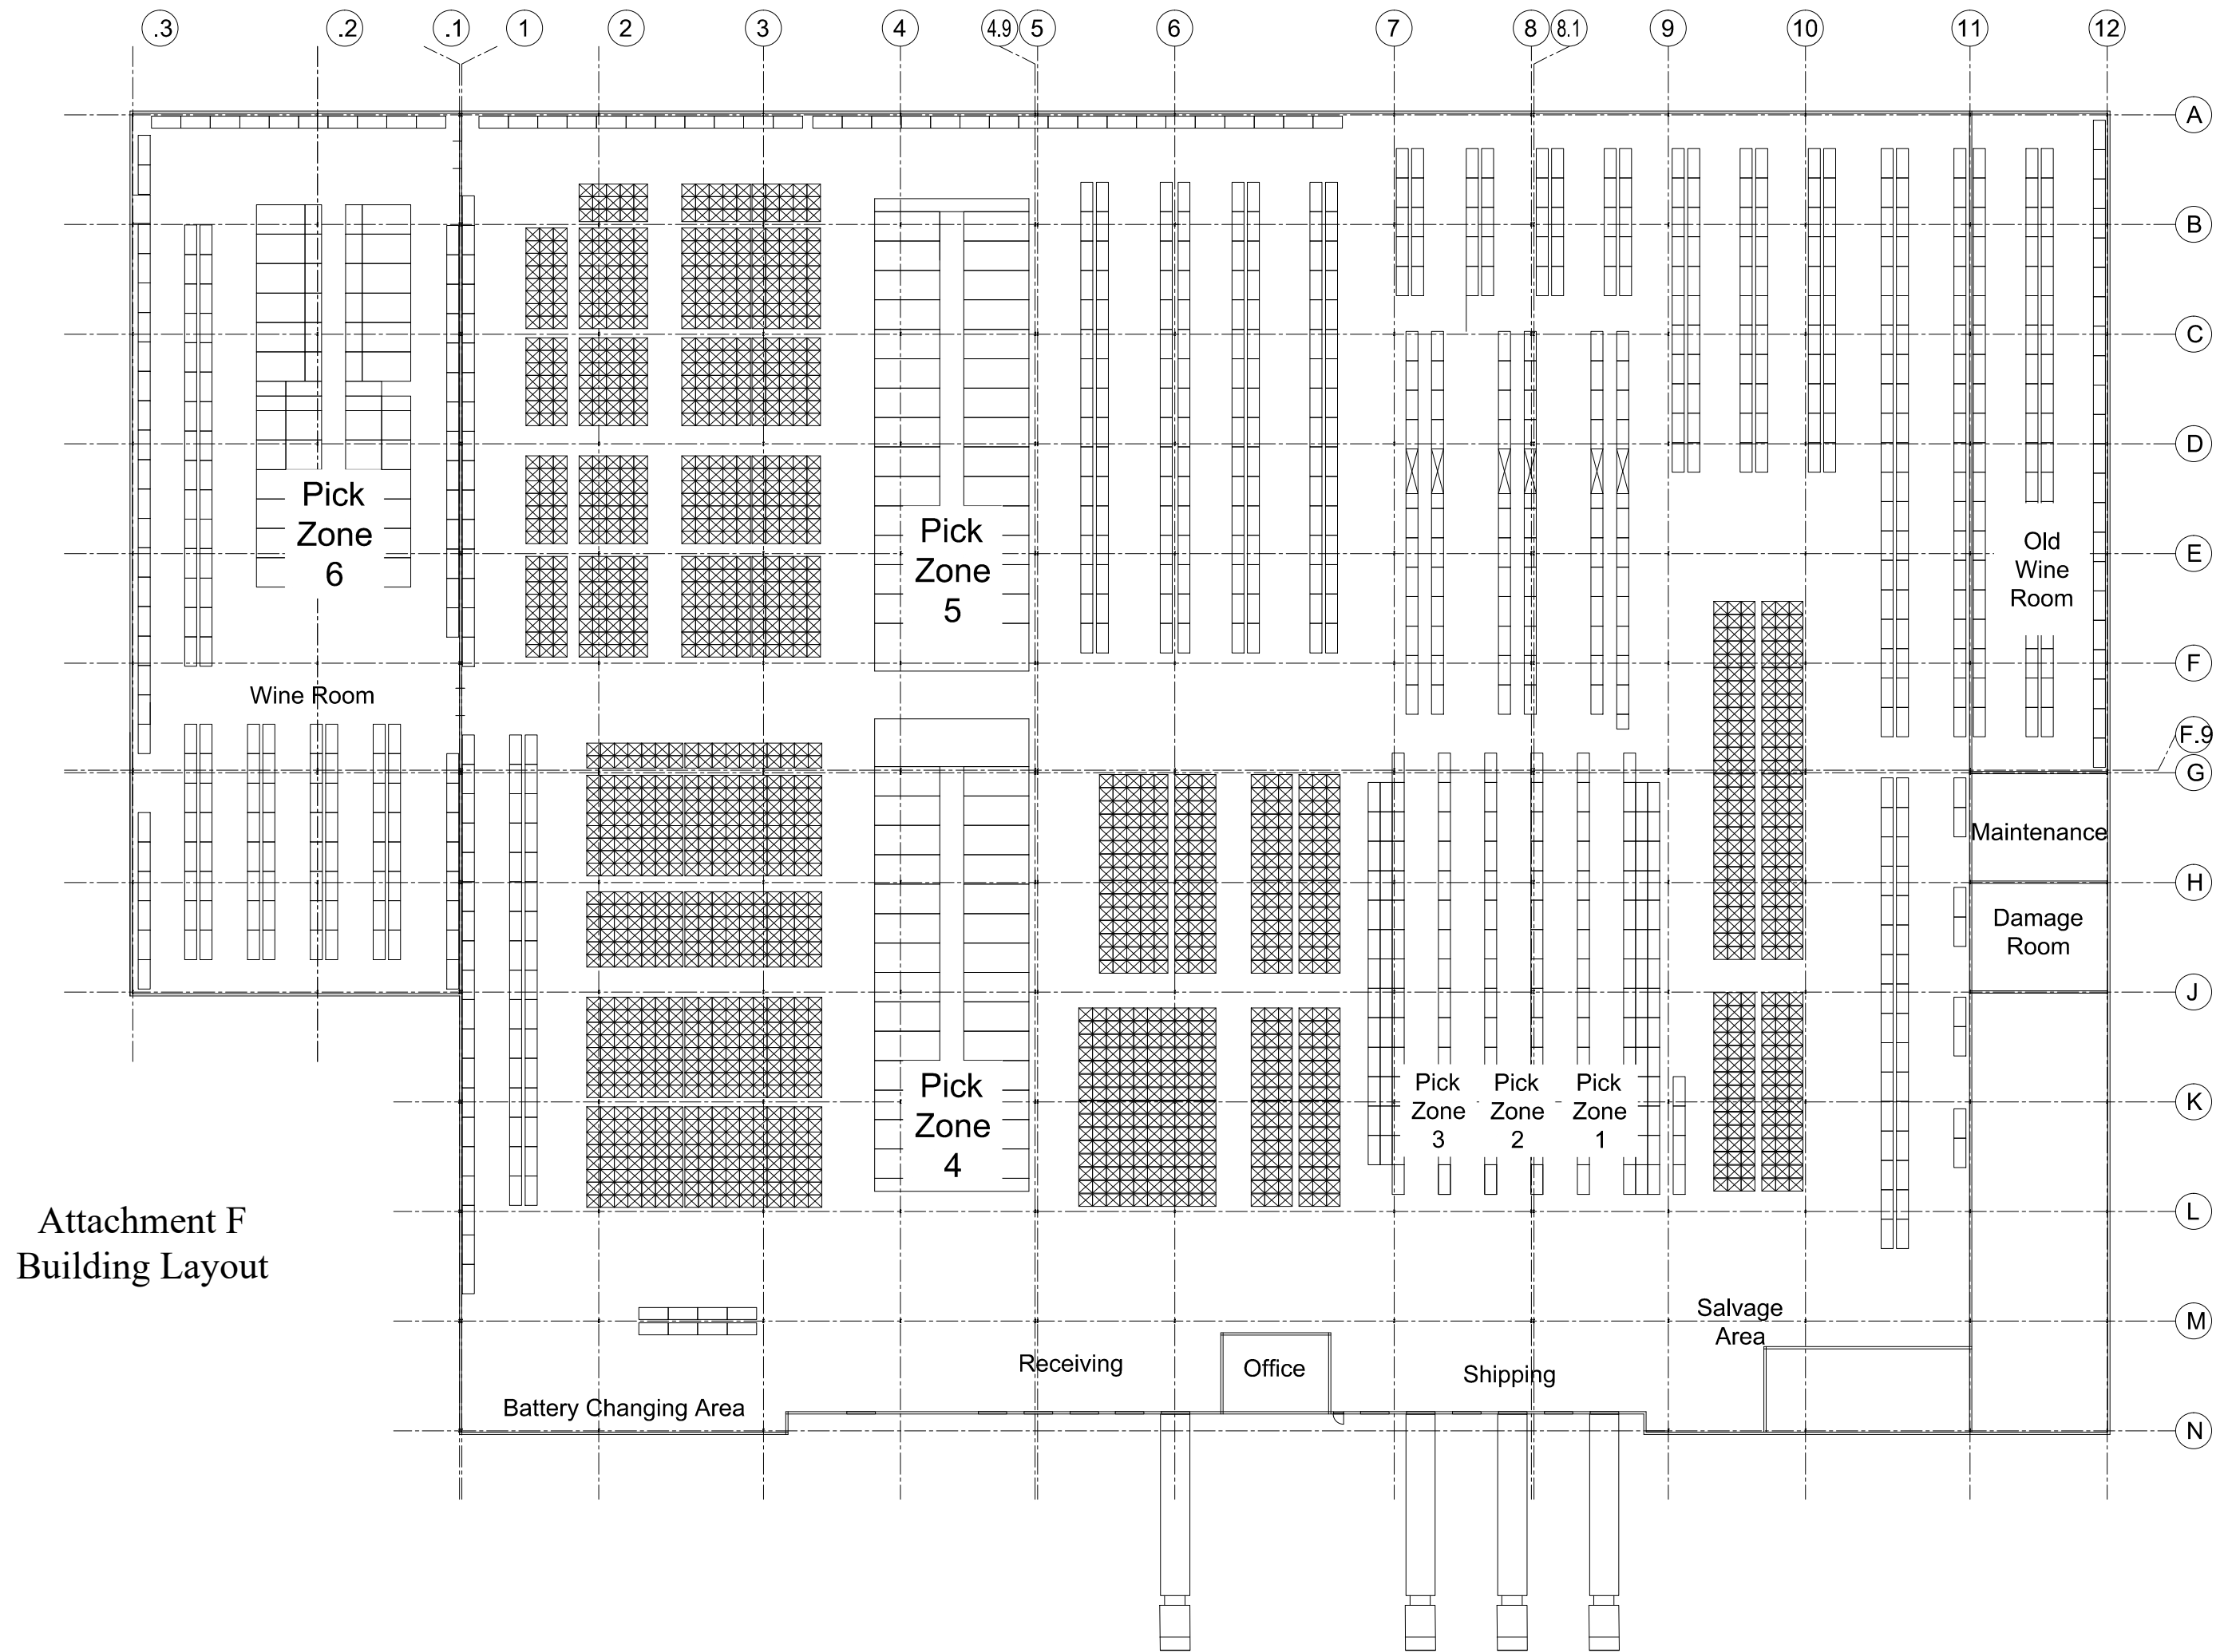 .3
.2
.1
1
2
3
4
4.9
5
6
7
8
8.1
9
10
11
12
A
B
C
D
Pick
Zone
6
Pick
Zone
5
E
Old
Wine
Room
F
Wine Room
F.9
G
Maintenance
H
Damage
Room
J
Pick
Zone
4
Pick
Zone
3
Pick
Zone
2
Pick
Zone
1
K
L
Attachment F
Building Layout
Salvage
Area
M
Receiving
Office
Shipping
Battery Changing Area
N